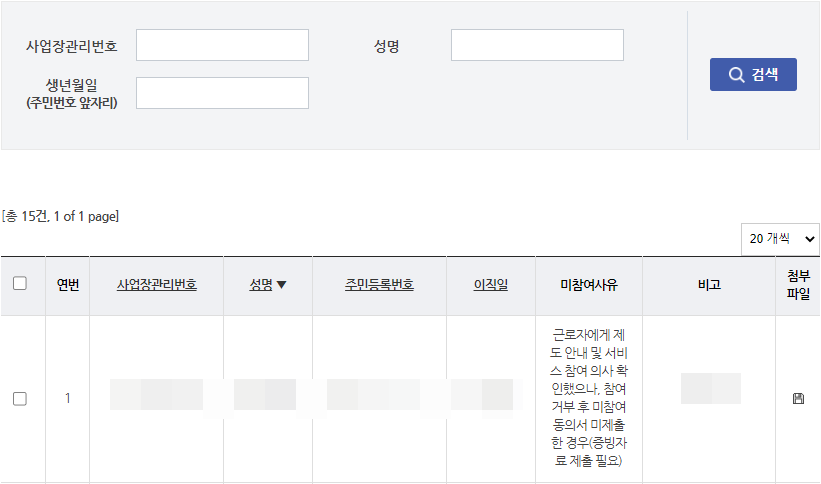 사업장관리번호
성명
검색
생년월일
(주민번호 앞자리)
[총 15건, 1 of 1 page]
20 개씩
연번
사업장관리번호
성명 ▼
주민등록번호
이직일
미참여사유
비고
첨부
파일
1
근로자에게 제
도 안내 및 서비
스 참여 의사 확
인했으나, 참여
거부 후 미참여
동의서 미제출
한 경우(증빙자
료 제출 필요)